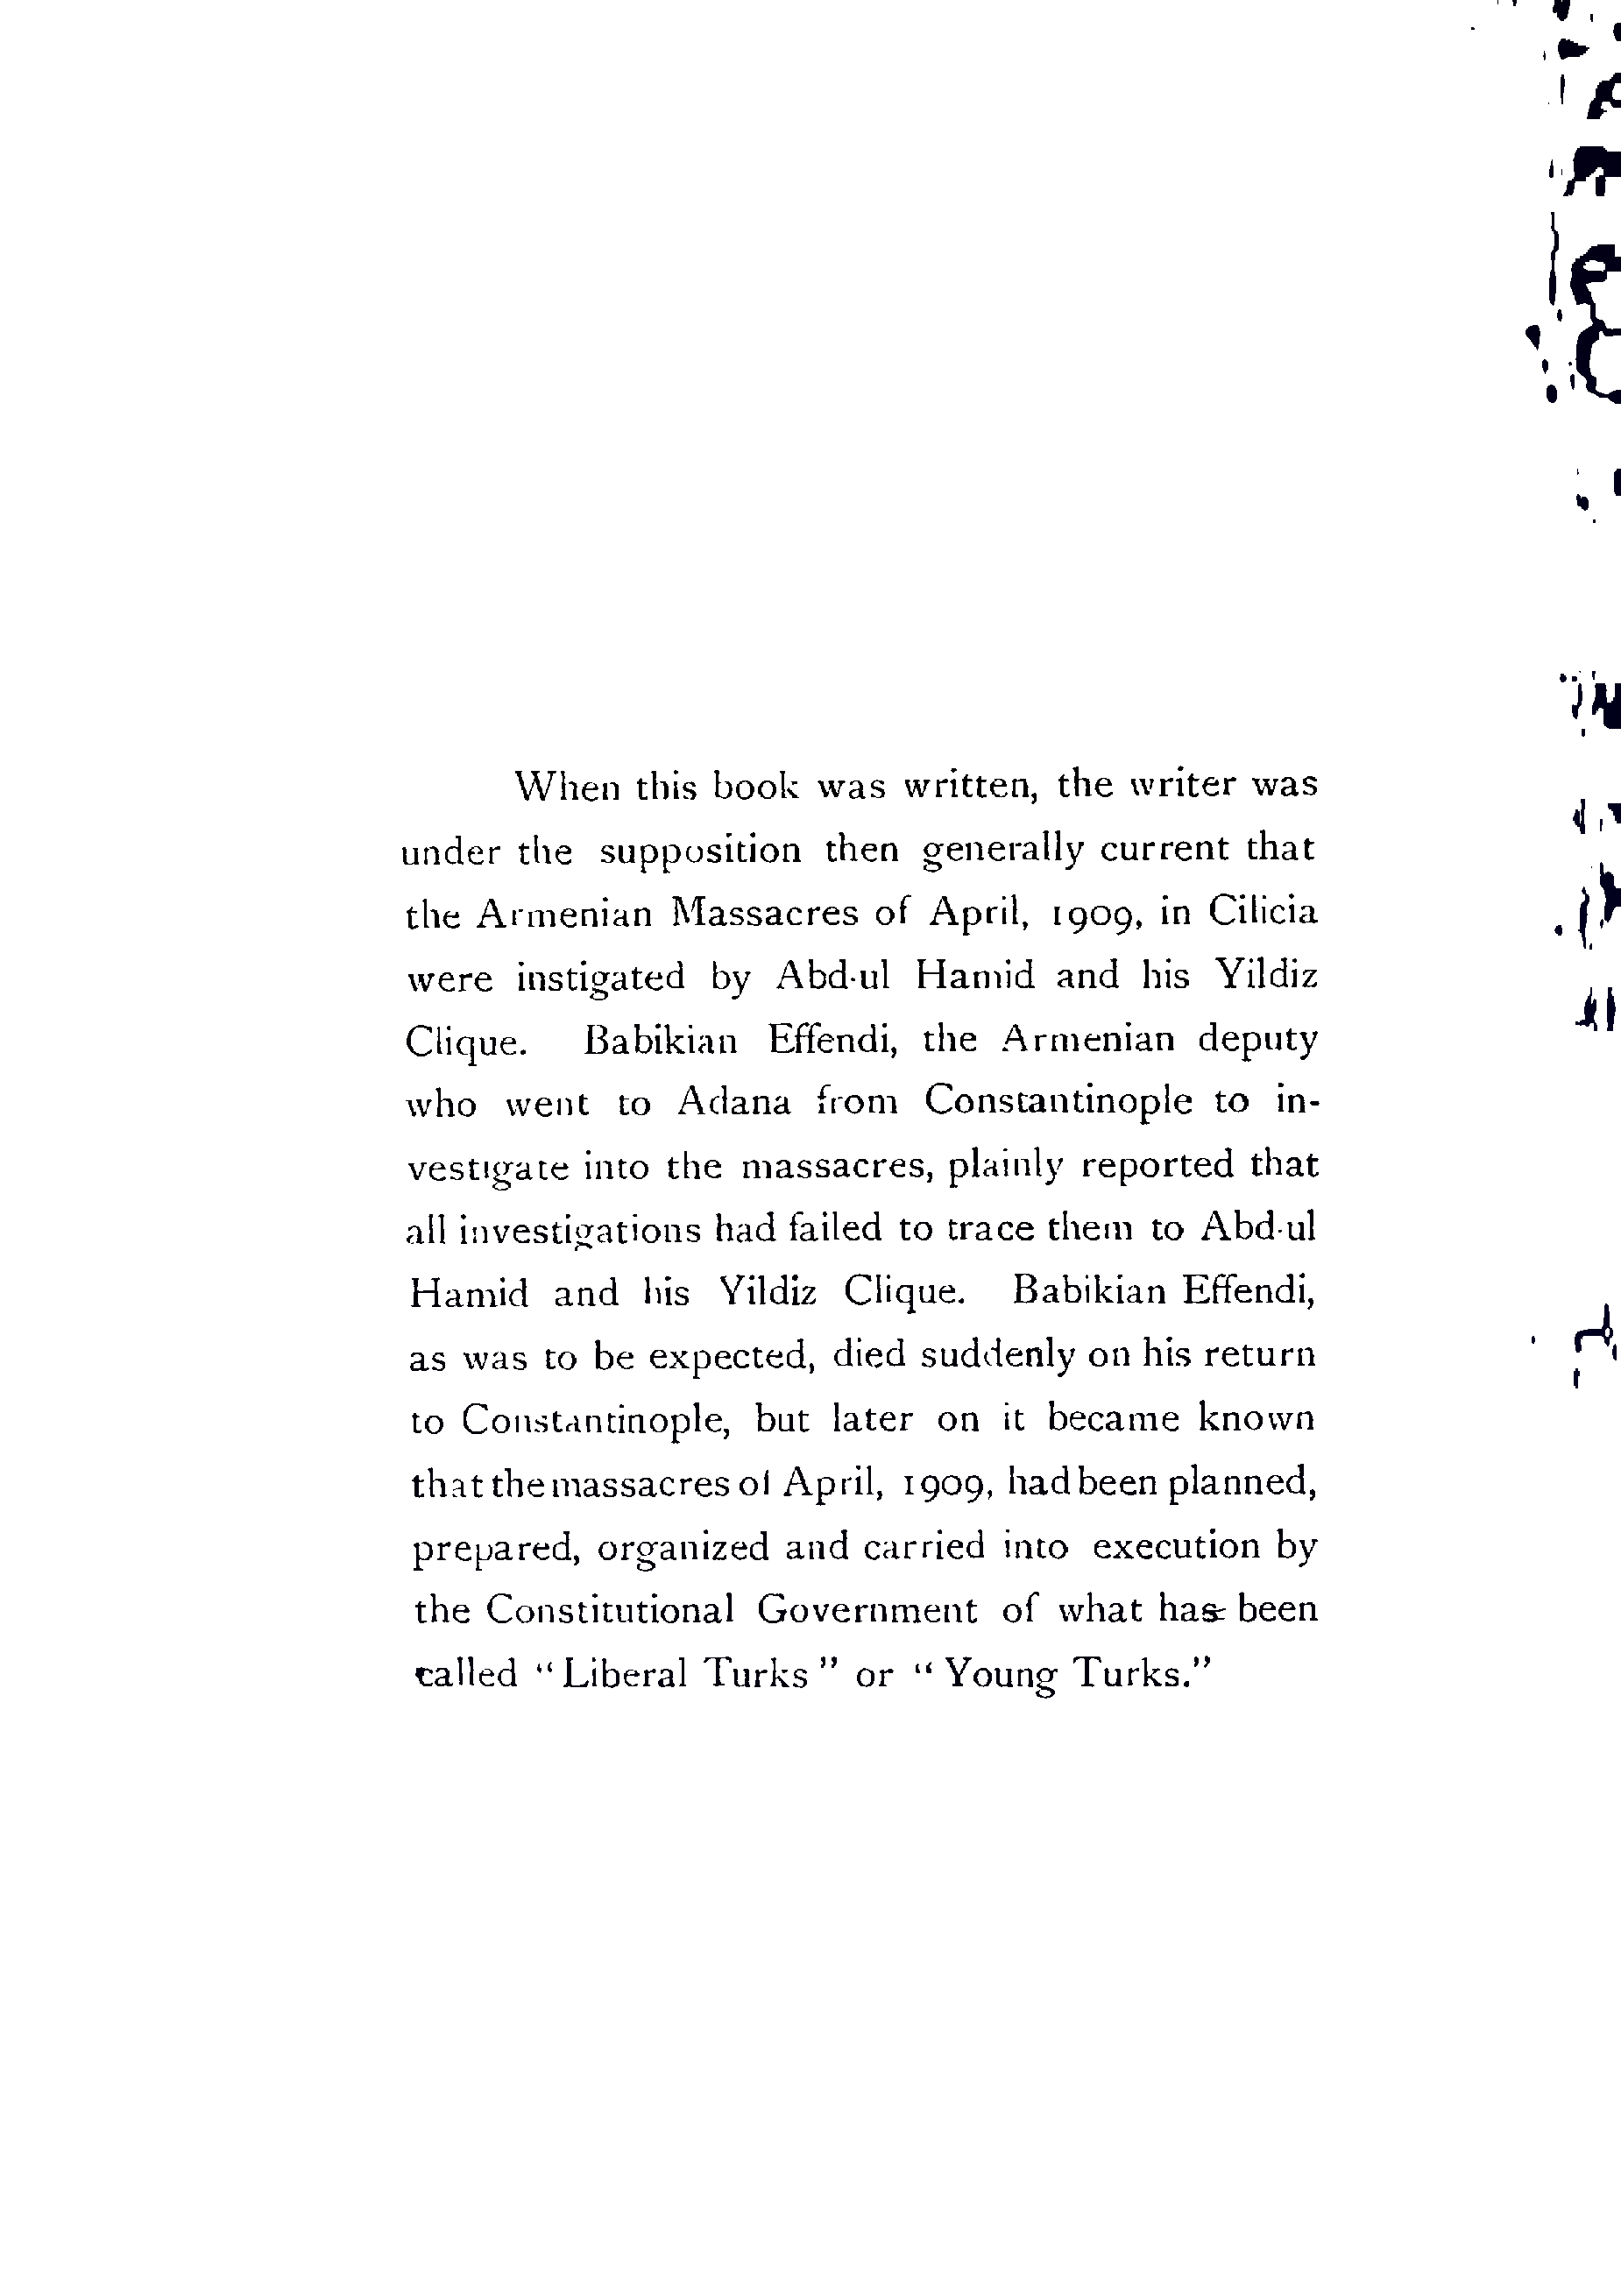 When this book was written, the writer was
under the supposition then generally current that
the Armenian Massacres of April, 1909, in Cilicia
were instigated by Abd-ul Hamid and his Yildiz
Clique. Babikian Effendi, the Armenian deputy
who went to Adana from Constantinople to in-
vestigate into the massacres, plainly reported that
all investigations had failed to trace them to Abd-ul
Hamid and his Yildiz Clique. Babikian Effendi,
as was to be expected, died suddenly on his return
to Constantinople, but later on it became known
that the massacres of April, 1909, had been planned,
prepared, organized and carried into execution by
the Constitutional Government of what has been
called “Liberal Turks” or “Young Turks.”